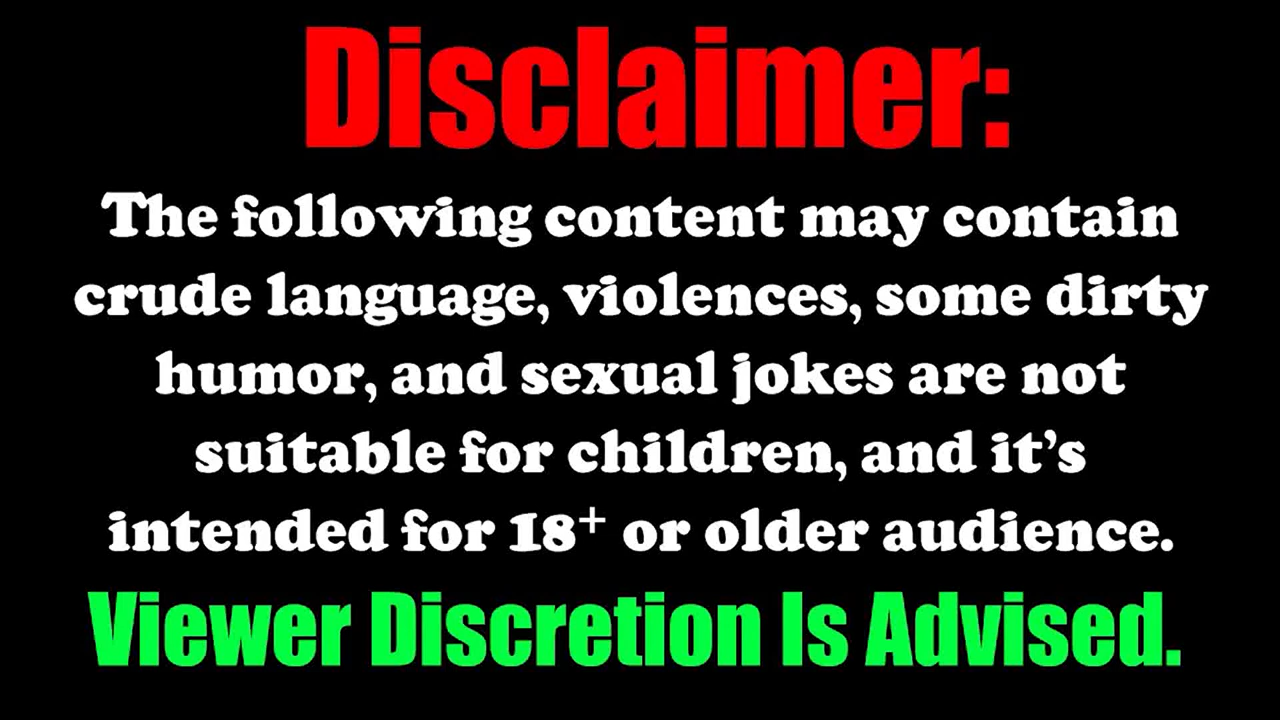 Disclaimer:
The following content may contain
crude language, violences, some dirty
humor, and sexual jokes are not
suitable for children, and it’s
intended for 18⁺ or older audience.
Viewer Discretion Is Advised.